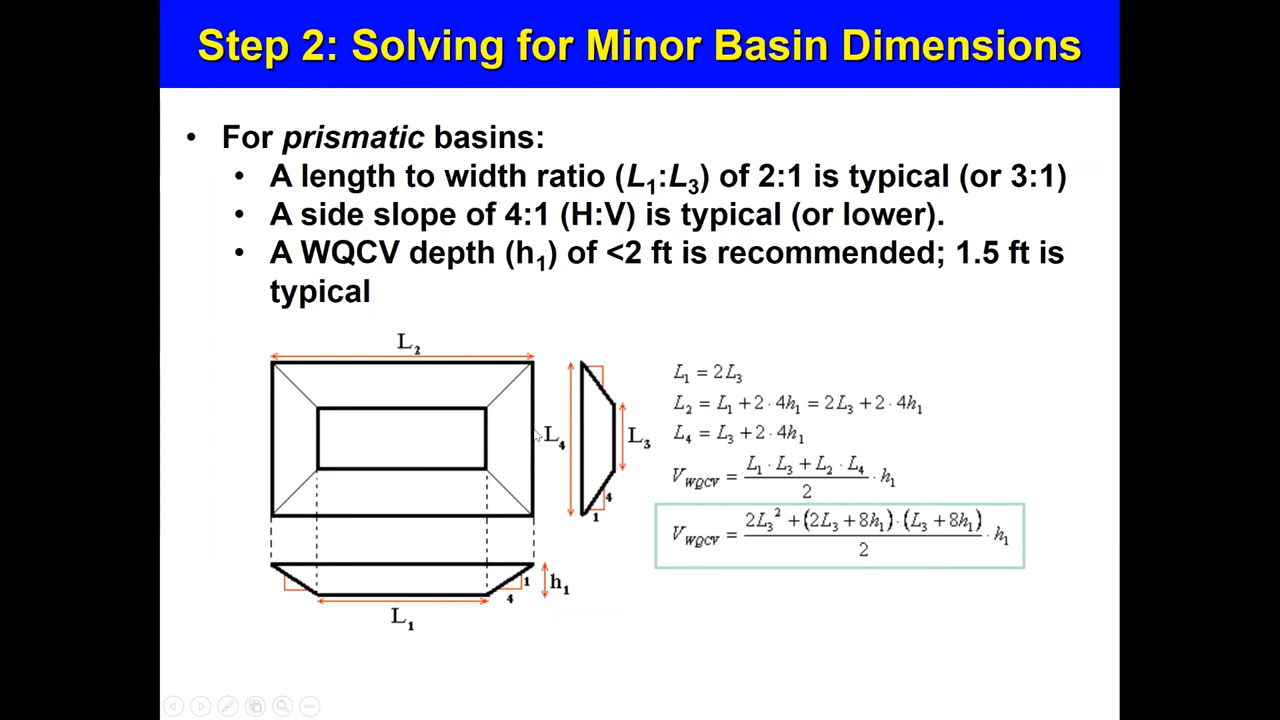 Step 2: Solving for Minor Basin Dimensions
• For prismatic basins:
• A length to width ratio (L₁:L₃) of 2:1 is typical (or 3:1)
• A side slope of 4:1 (H:V) is typical (or lower).
• A WQCV depth (h₁) of <2 ft is recommended; 1.5 ft is
typical
L₂
L₄
L₃
4
1
h₁
1
4
L₁
L₁ = 2L₃
L₂ = L₁ + 2 · 4h₁ = 2L₃ + 2 · 4h₁
L₄ = L₃ + 2 · 4h₁
V_WQCV = (L₁ · L₃ + L₂ · L₄)/2 · h₁
V_WQCV = (2L₃² + (2L₃ + 8h₁) · (L₃ + 8h₁))/2 · h₁